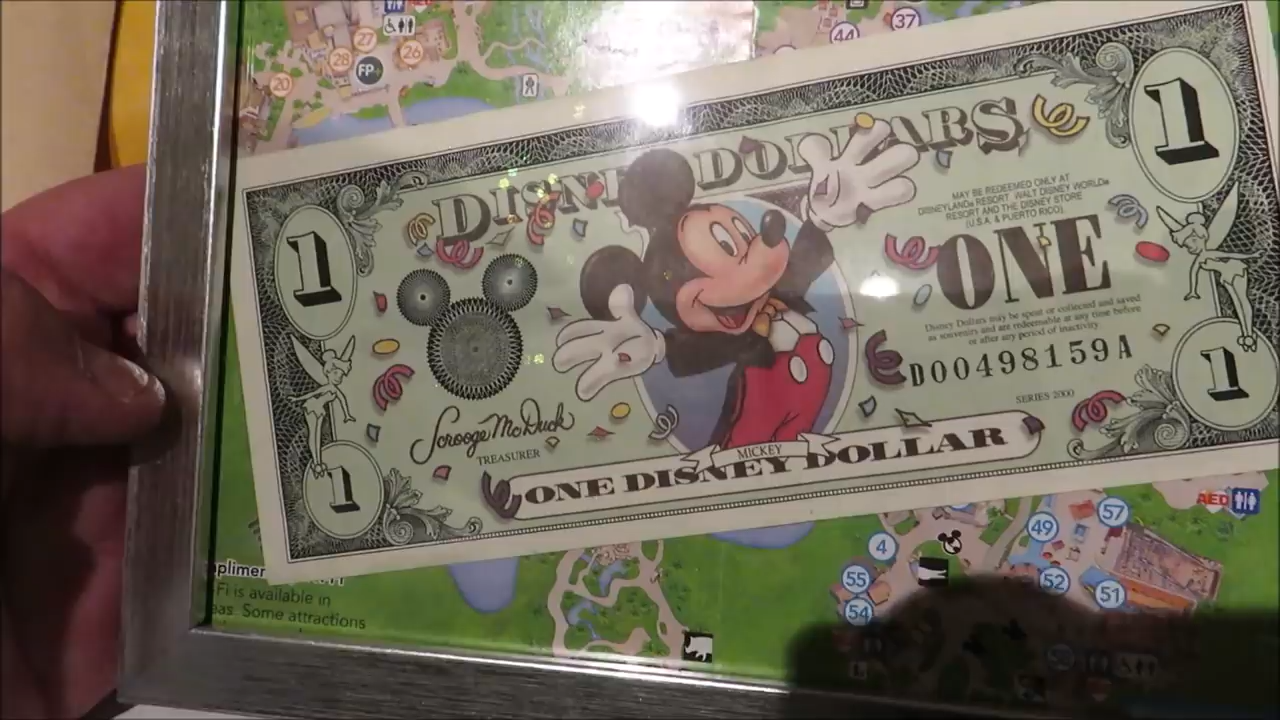 37
44
27
28
26
FP
20
DISNEY DOLLARS
1
1
MAY BE REDEEMED ONLY AT
DISNEYLAND® RESORT, WALT DISNEY WORLD®
RESORT AND THE DISNEY STORE
(U.S.A. & PUERTO RICO).
ONE
Disney Dollars may be spent or collected and saved
as souvenirs and are redeemable at any time before
or after any period of inactivity.
D00498159A
SERIES 2000
Scrooge McDuck
TREASURER
MICKEY
ONE DISNEY DOLLAR
1
1
AED
57
49
4
55
52
51
54
-Fi is available in
eas. Some attractions